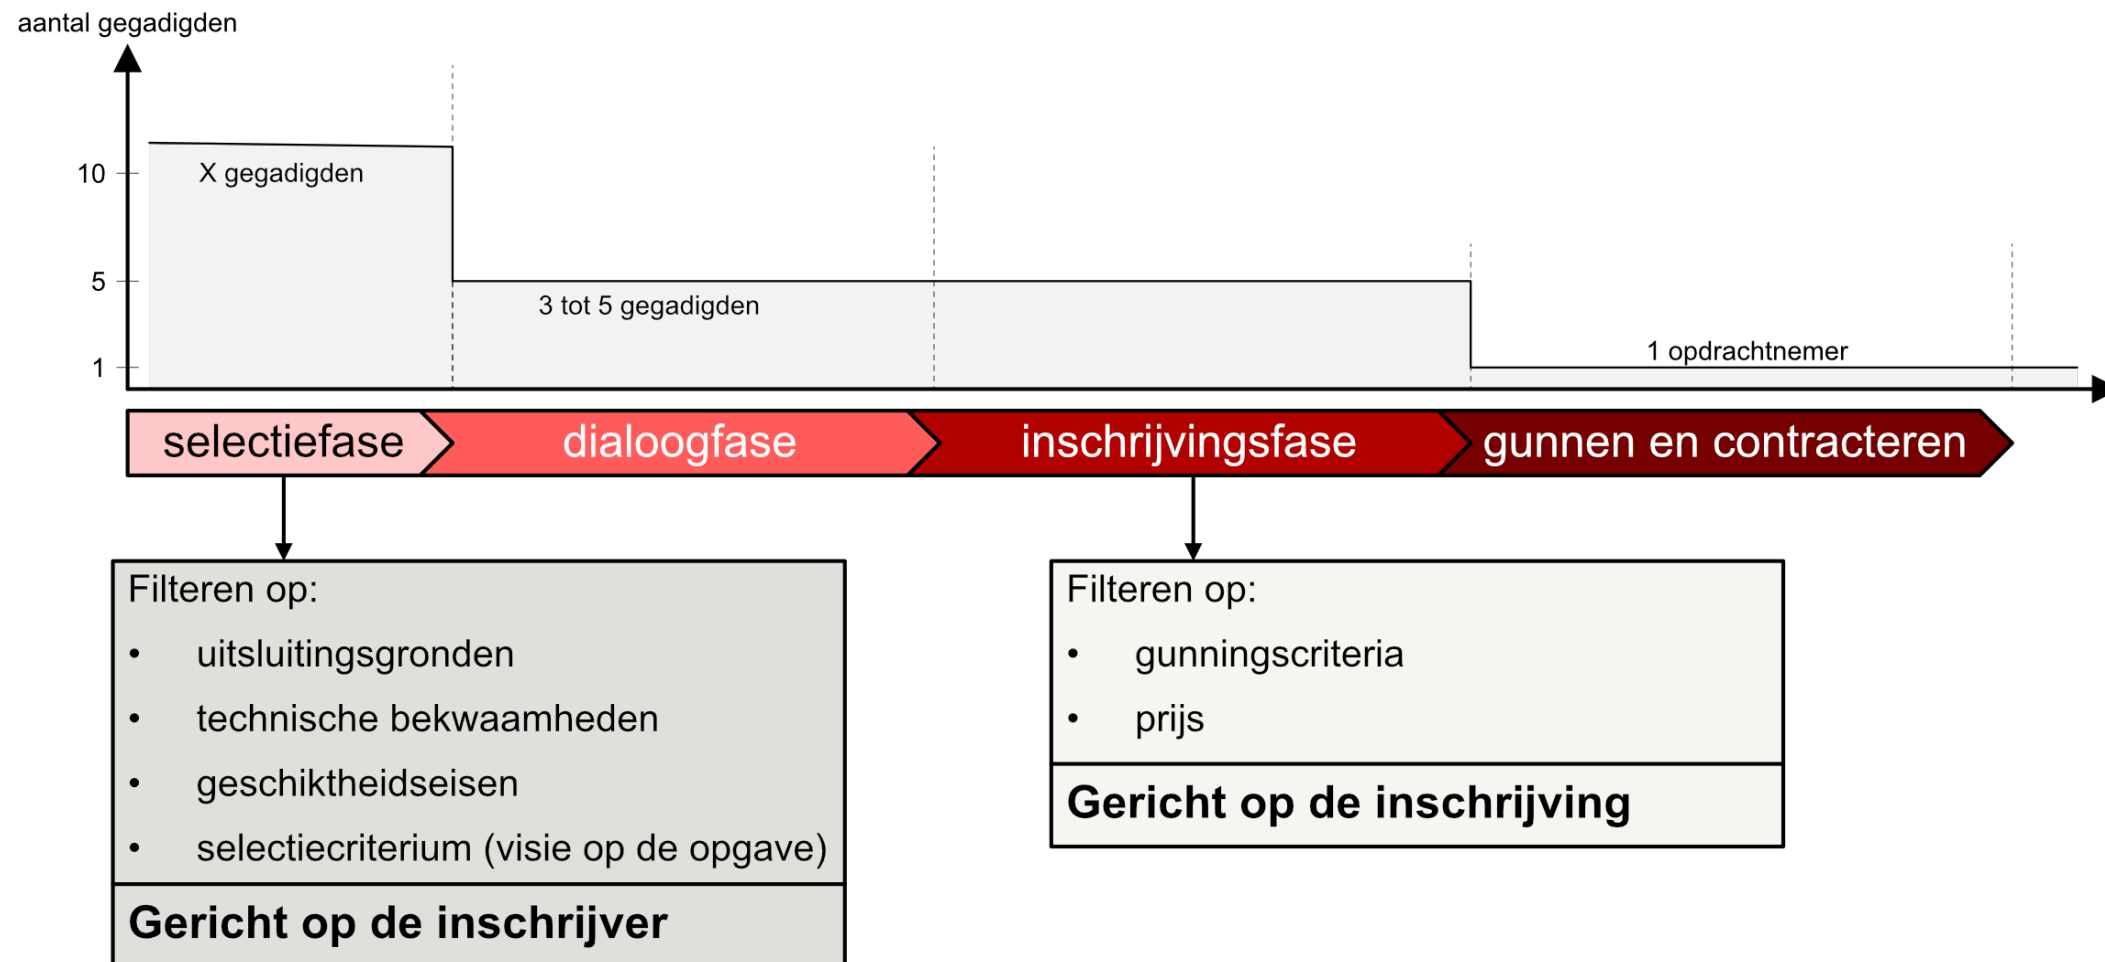 aantal gegadigden
10
X gegadigden
5
3 tot 5 gegadigden
1
1 opdrachtnemer
selectiefase
dialoogfase
inschrijvingsfase
gunnen en contracteren
Filteren op:
• uitsluitingsgronden
• technische bekwaamheden
• geschiktheidseisen
• selectiecriterium (visie op de opgave)
Gericht op de inschrijver
Filteren op:
• gunningscriteria
• prijs
Gericht op de inschrijving